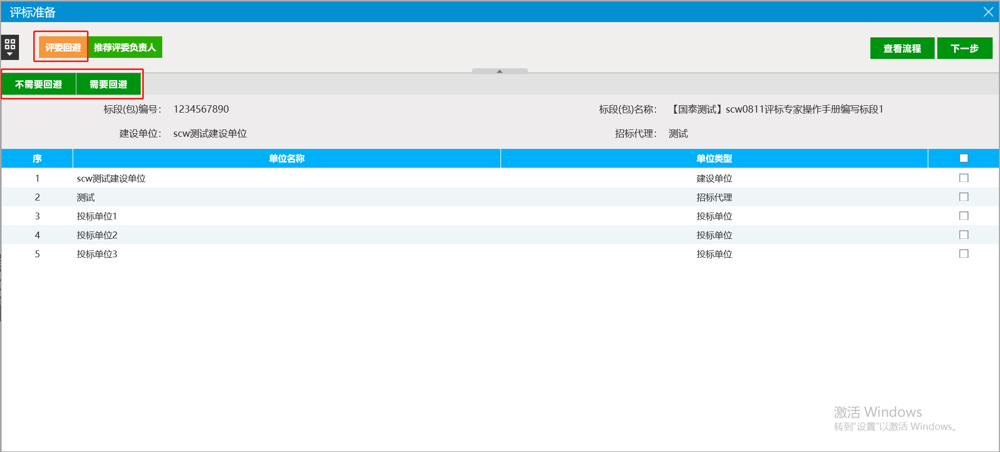 评标准备
评委回避 推荐评委负责人 查看流程 下一步
不需要回避 需要回避
标段(包)编号： 1234567890 标段(包)名称： 【国泰测试】scw0811评标专家操作手册编写标段1
建设单位： scw测试建设单位 招标代理： 测试
序 单位名称 单位类型
1 scw测试建设单位 建设单位
2 测试 招标代理
3 投标单位1 投标单位
4 投标单位2 投标单位
5 投标单位3 投标单位
激活 Windows
转到“设置”以激活 Windows。